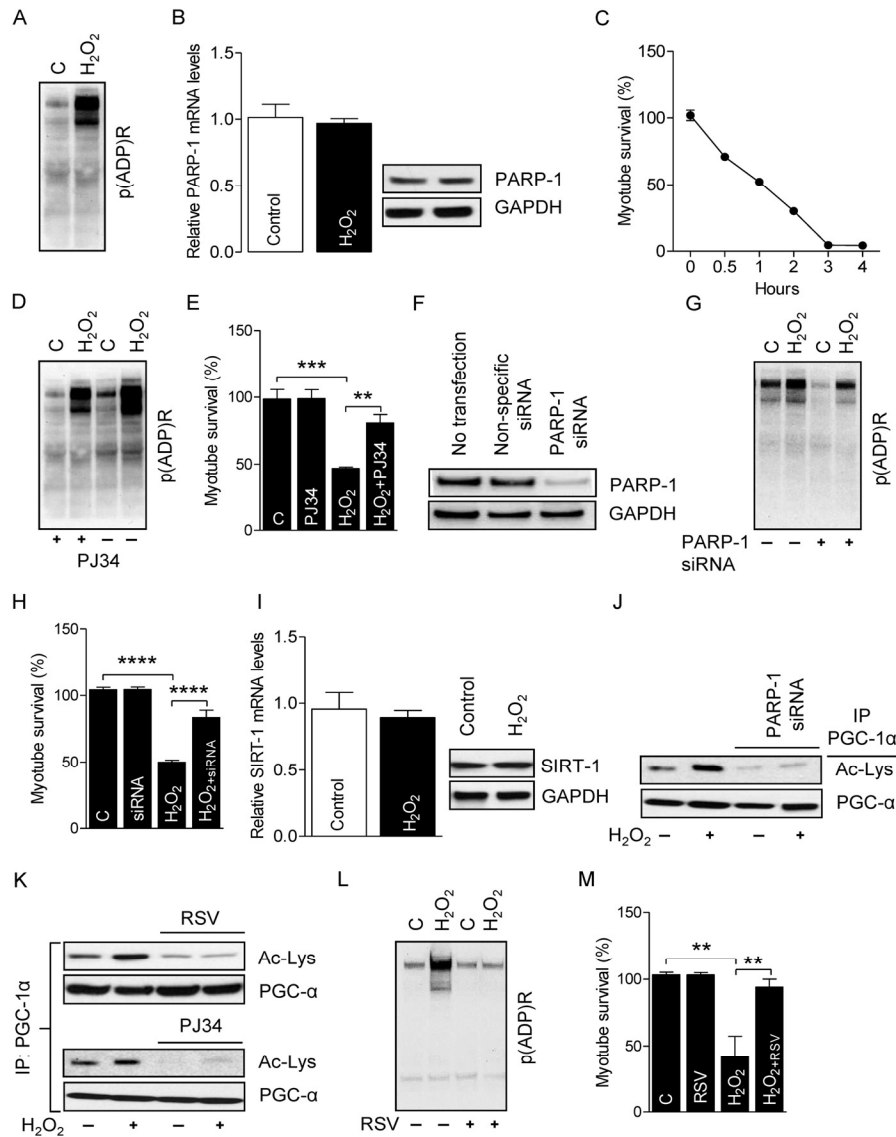 A
C
H₂O₂
p(ADP)R
B
Relative PARP-1 mRNA levels
1.5
1.0
0.5
0.0
Control
H₂O₂
PARP-1
GAPDH
C
Myotube survival (%)
150
100
50
0
0 0.5 1 2 3 4
Hours
D
C H₂O₂ C H₂O₂
p(ADP)R
+ + – –
PJ34
E
Myotube survival (%)
150
100
50
0
***
**
C
PJ34
H₂O₂
H₂O₂+PJ34
F
No transfection
Non-specific
siRNA
PARP-1
siRNA
PARP-1
GAPDH
G
C H₂O₂ C H₂O₂
p(ADP)R
PARP-1
siRNA
– – + +
H
Myotube survival (%)
150
100
50
0
****
****
C
siRNA
H₂O₂
H₂O₂+siRNA
I
Relative SIRT-1 mRNA levels
1.5
1.0
0.5
0.0
Control
H₂O₂
Control
H₂O₂
SIRT-1
GAPDH
J
PARP-1
siRNA
IP
PGC-1α
Ac-Lys
PGC-α
H₂O₂ – + – +
K
IP: PGC-1α
RSV
Ac-Lys
PGC-α
PJ34
Ac-Lys
PGC-α
H₂O₂ – + – +
L
C H₂O₂ C H₂O₂
p(ADP)R
RSV – – + +
M
Myotube survival (%)
150
100
50
0
**
**
C
RSV
H₂O₂
H₂O₂+RSV